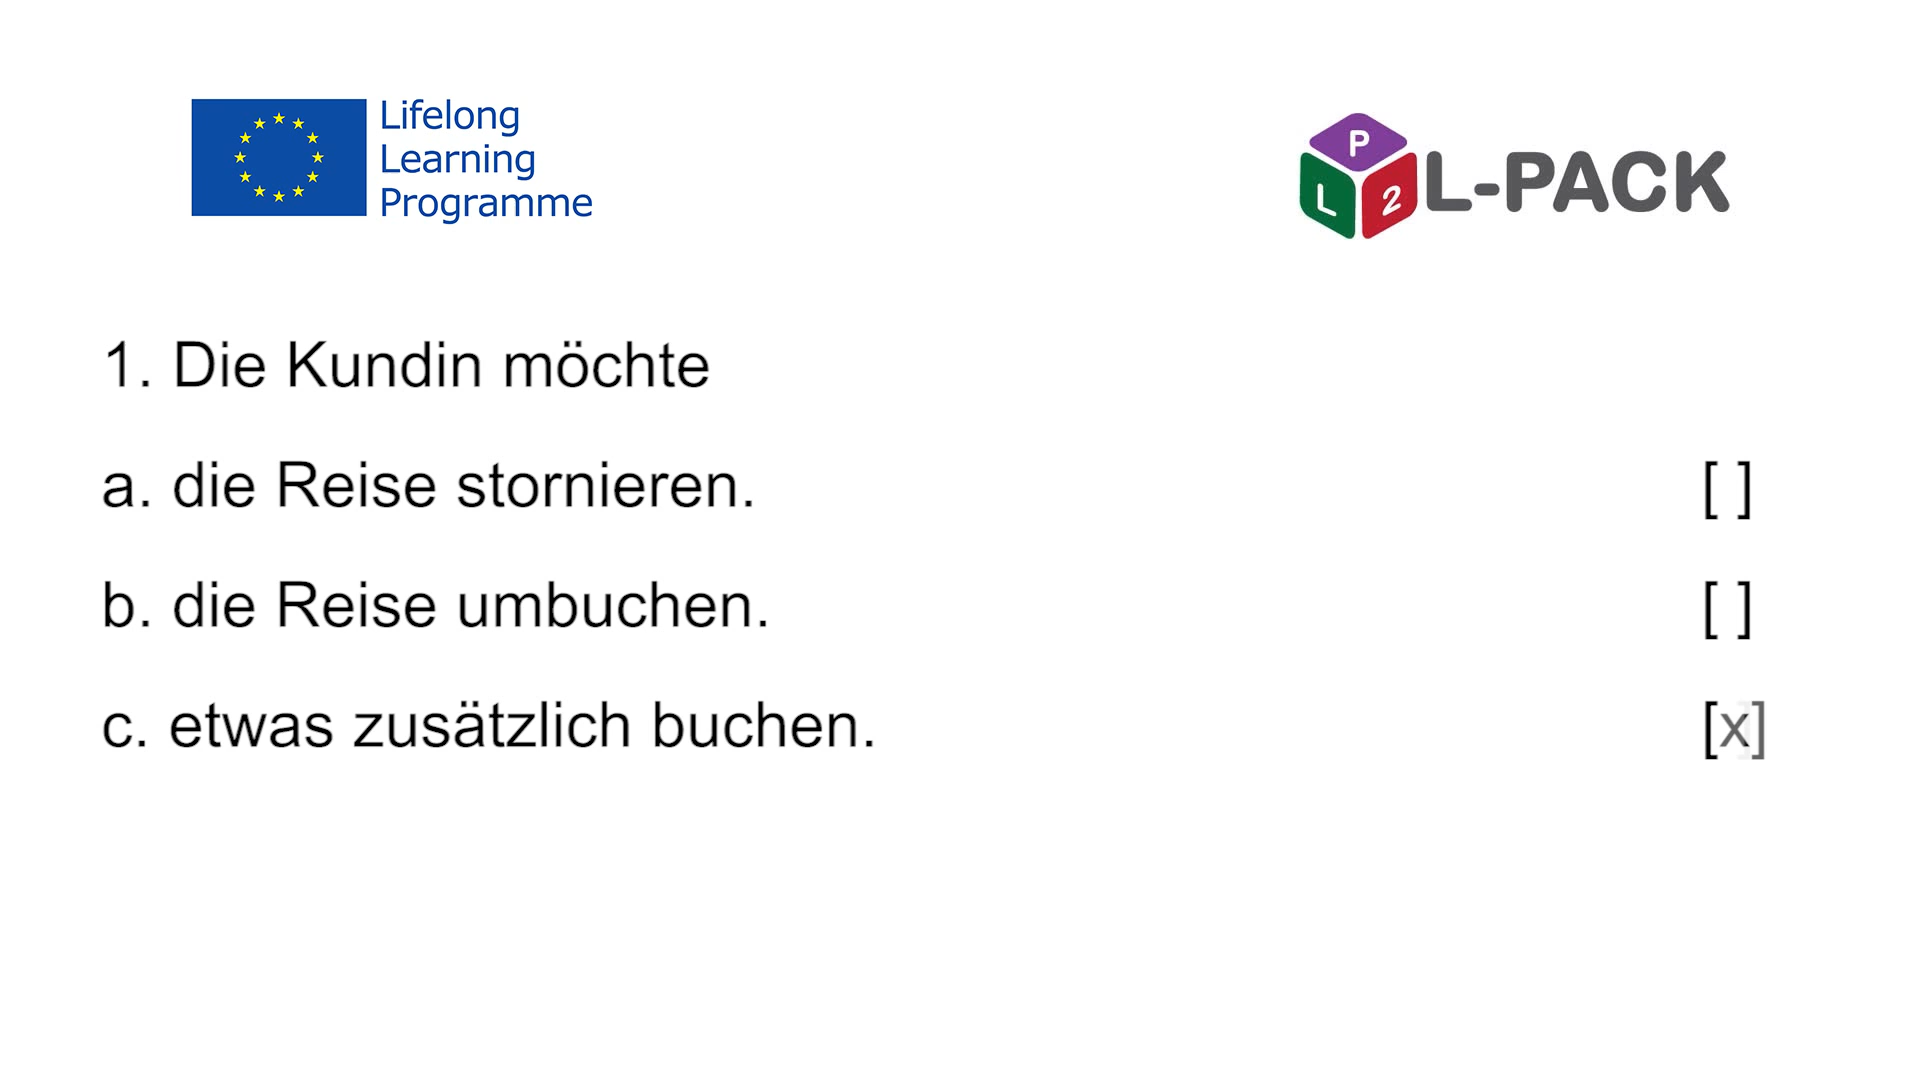 Lifelong
Learning
Programme
P
L
2
L-PACK
1. Die Kundin möchte
a. die Reise stornieren. [ ]
b. die Reise umbuchen. [ ]
c. etwas zusätzlich buchen. [x]